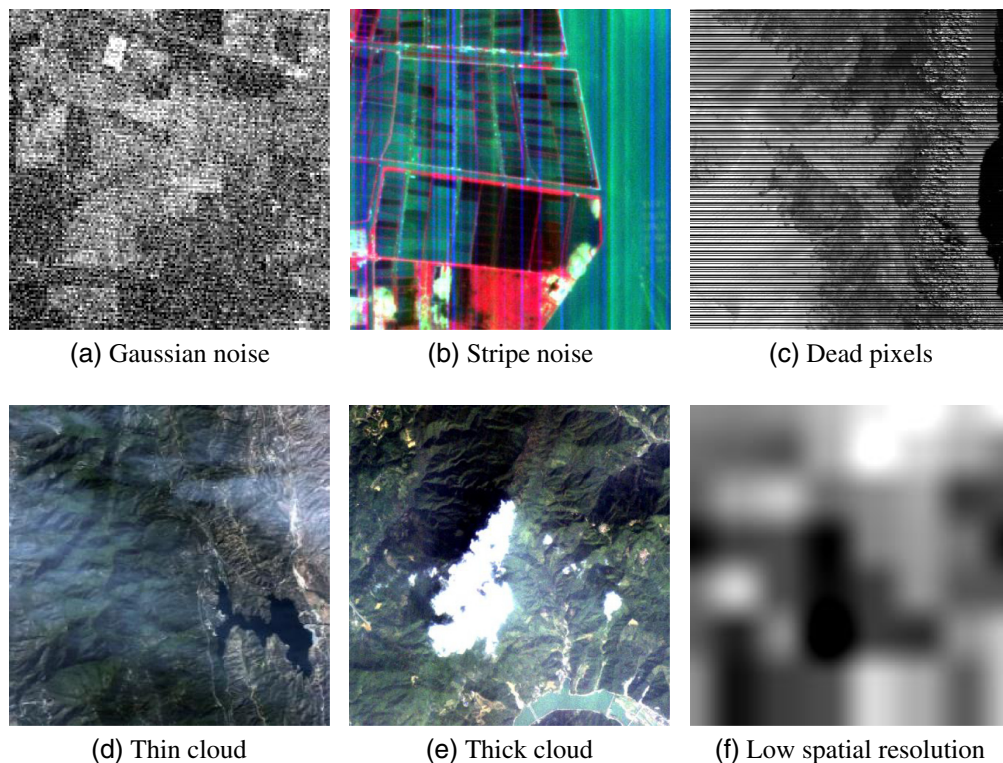 (a) Gaussian noise
(b) Stripe noise
(c) Dead pixels
(d) Thin cloud
(e) Thick cloud
(f) Low spatial resolution